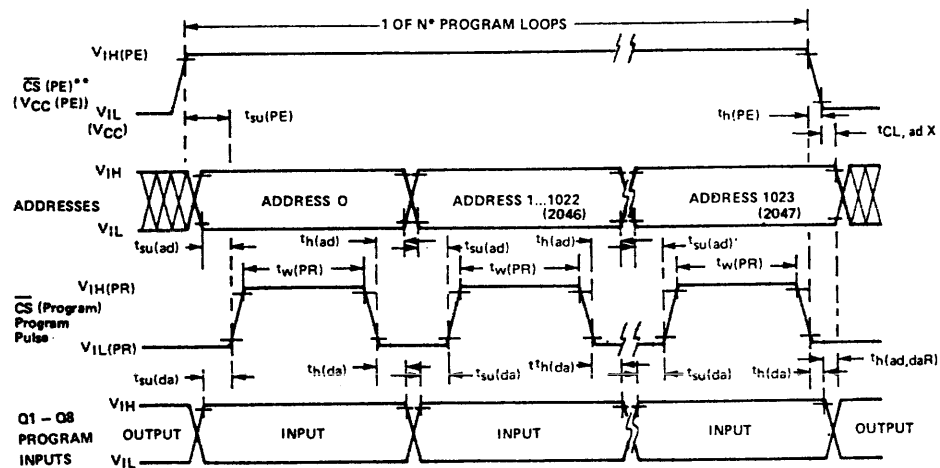 1 OF N* PROGRAM LOOPS
VIH(PE)
CS (PE)**
(VCC (PE))
VIL
(VCC)
tsu(PE)
th(PE)
tCL, ad X
VIH
ADDRESSES
VIL
ADDRESS 0
ADDRESS 1...1022
(2046)
ADDRESS 1023
(2047)
tsu(ad)
th(ad)
tsu(ad)
th(ad)
tsu(ad)
tw(PR)
tw(PR)
tw(PR)
VIH(PR)
CS (Program)
Program
Pulse
VIL(PR)
tsu(da)
th(da)
tsu(da)
th(da)
tsu(da)
th(da)
th(ad,daR)
VIH
Q1 – Q8
PROGRAM
INPUTS
VIL
OUTPUT
INPUT
INPUT
INPUT
OUTPUT